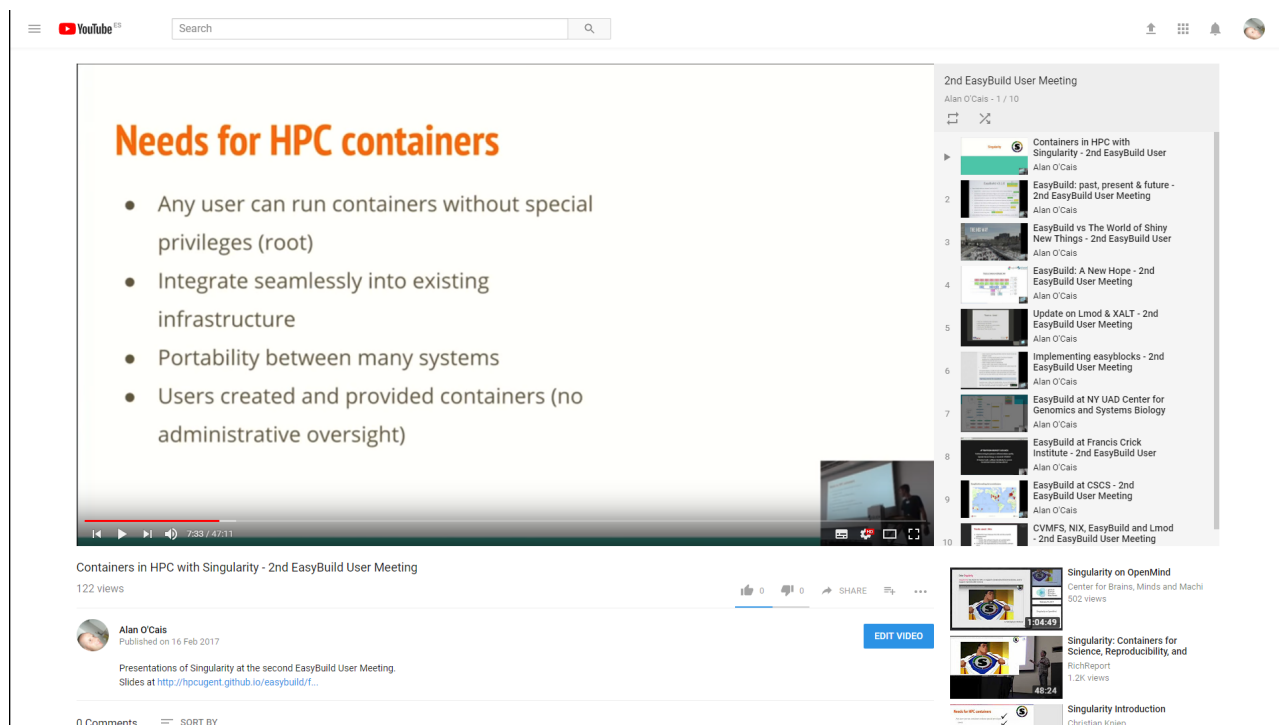 YouTube ES
Search
Needs for HPC containers
● Any user can run containers without special
privileges (root)
● Integrate seamlessly into existing
infrastructure
● Portability between many systems
● Users created and provided containers (no
administrative oversight)
7:33 / 47:11
HD
2nd EasyBuild User Meeting
Alan O'Cais - 1 / 10
Containers in HPC with
Singularity - 2nd EasyBuild User
Alan O'Cais
2
EasyBuild: past, present & future -
2nd EasyBuild User Meeting
Alan O'Cais
3
EasyBuild vs The World of Shiny
New Things - 2nd EasyBuild User
Alan O'Cais
4
EasyBuild: A New Hope - 2nd
EasyBuild User Meeting
Alan O'Cais
5
Update on Lmod & XALT - 2nd
EasyBuild User Meeting
Alan O'Cais
6
Implementing easyblocks - 2nd
EasyBuild User Meeting
Alan O'Cais
7
EasyBuild at NY UAD Center for
Genomics and Systems Biology
Alan O'Cais
8
EasyBuild at Francis Crick
Institute - 2nd EasyBuild User
Alan O'Cais
9
EasyBuild at CSCS - 2nd
EasyBuild User Meeting
Alan O'Cais
10
CVMFS, NIX, EasyBuild and Lmod
- 2nd EasyBuild User Meeting
Containers in HPC with Singularity - 2nd EasyBuild User Meeting
122 views
0
0
SHARE
Alan O'Cais
Published on 16 Feb 2017
EDIT VIDEO
Presentations of Singularity at the second EasyBuild User Meeting.
Slides at http://hpcugent.github.io/easybuild/f...
0 Comments
SORT BY
1:04:49
Singularity on OpenMind
Center for Brains, Minds and Machi
502 views
48:24
Singularity: Containers for
Science, Reproducibility, and
RichReport
1.2K views
Needs for HPC containers
Singularity Introduction
Christian Kniep